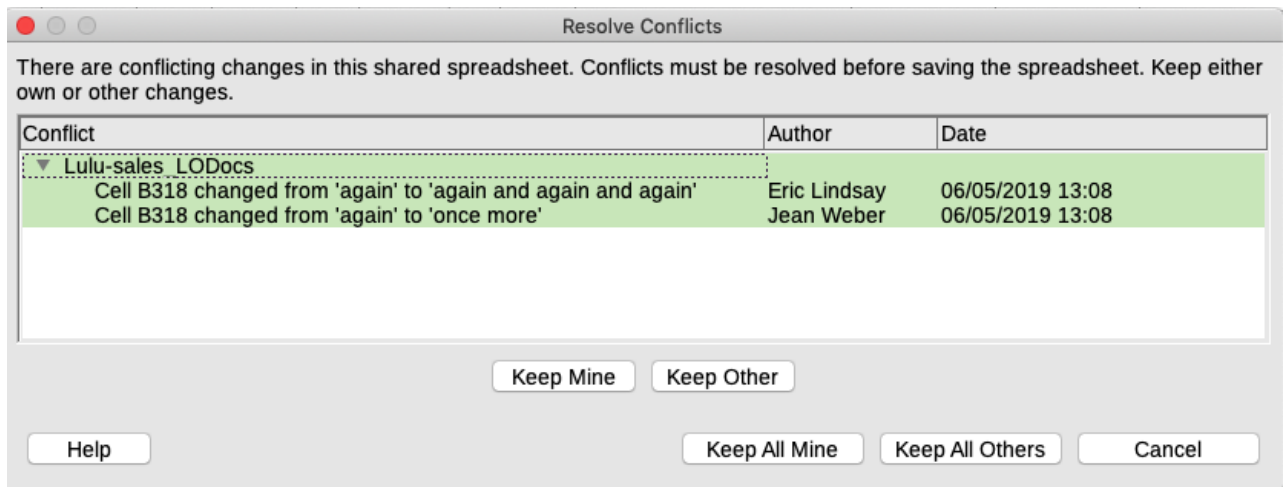 Resolve Conflicts
There are conflicting changes in this shared spreadsheet. Conflicts must be resolved before saving the spreadsheet. Keep either
own or other changes.
Conflict Author Date
Lulu-sales_LODocs
Cell B318 changed from 'again' to 'again and again and again' Eric Lindsay 06/05/2019 13:08
Cell B318 changed from 'again' to 'once more' Jean Weber 06/05/2019 13:08
Keep Mine Keep Other
Help Keep All Mine Keep All Others Cancel